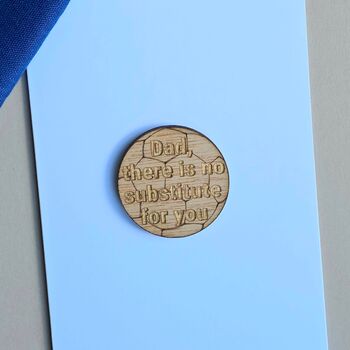 Dad,
there is no
substitute
for you